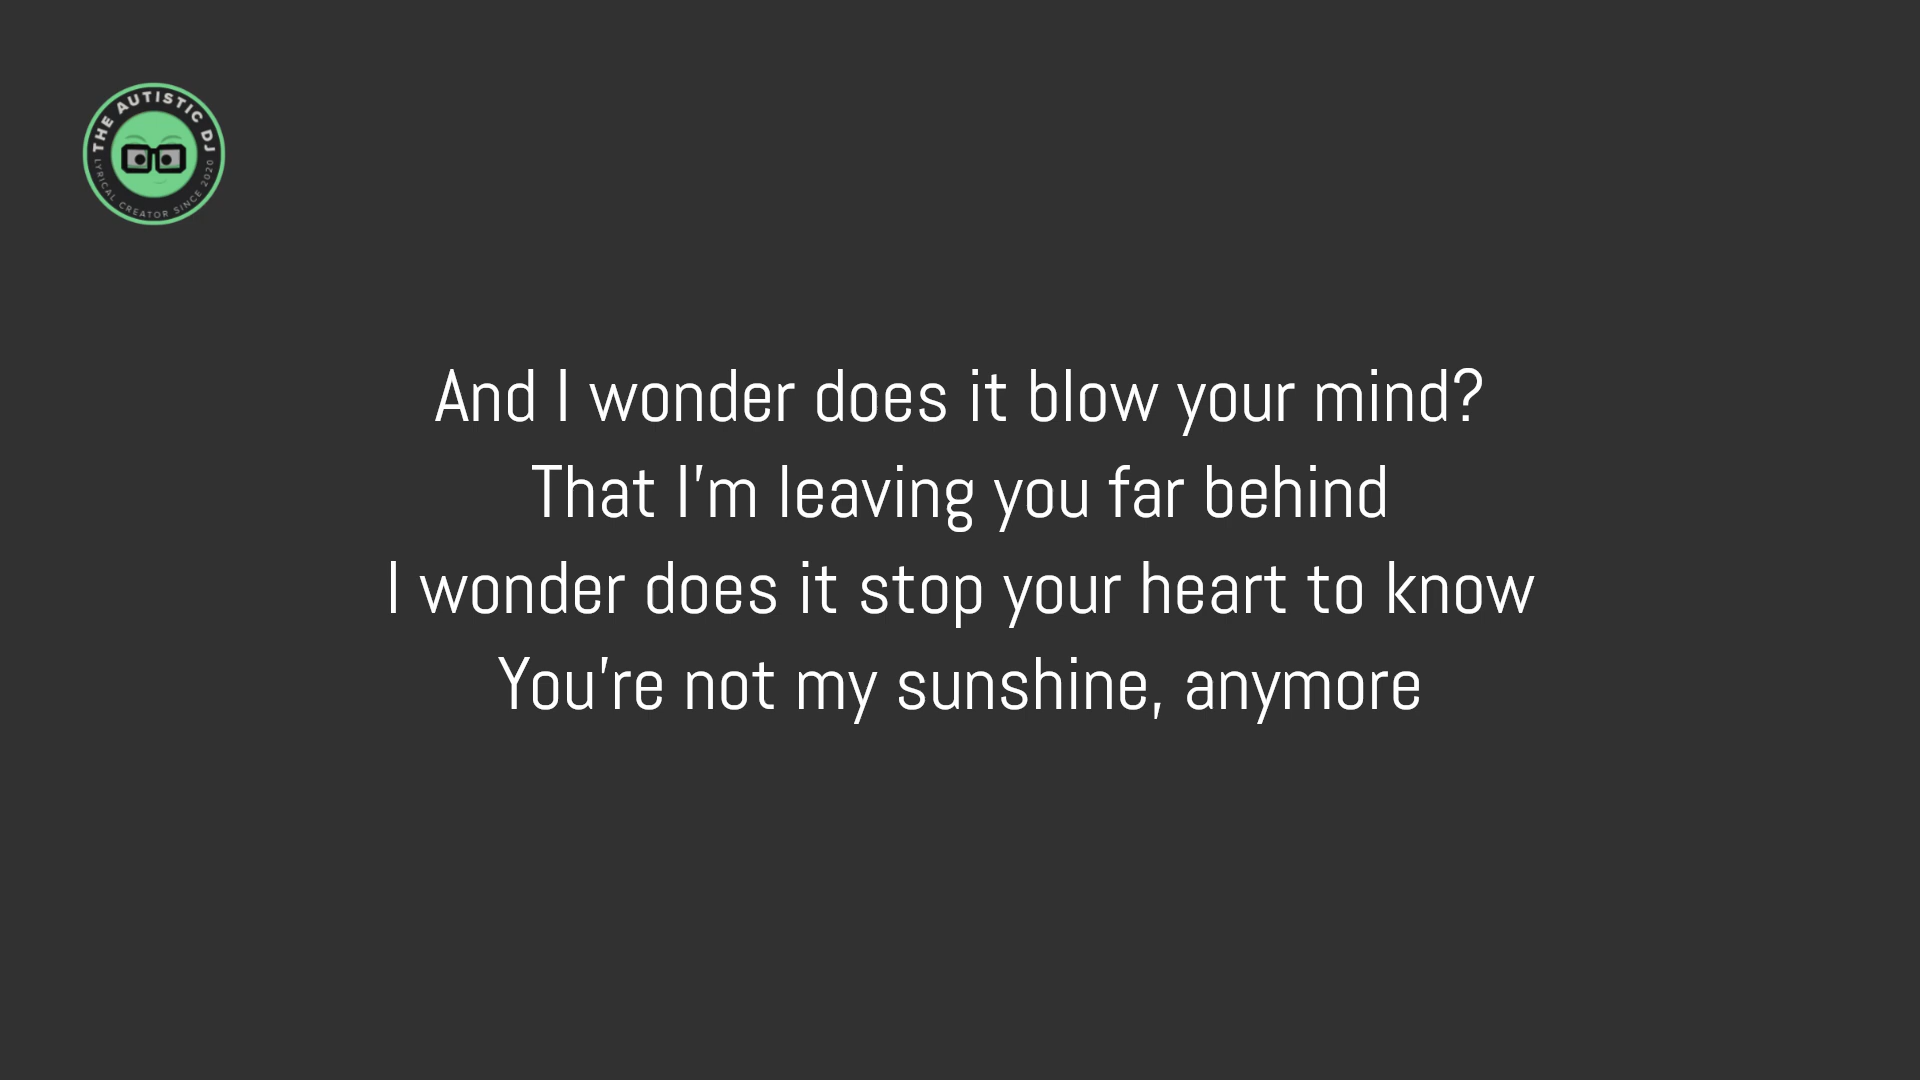 THE AUTISTIC DJ
LYRICAL CREATOR SINCE 2020
And I wonder does it blow your mind?
That I'm leaving you far behind
I wonder does it stop your heart to know
You're not my sunshine, anymore